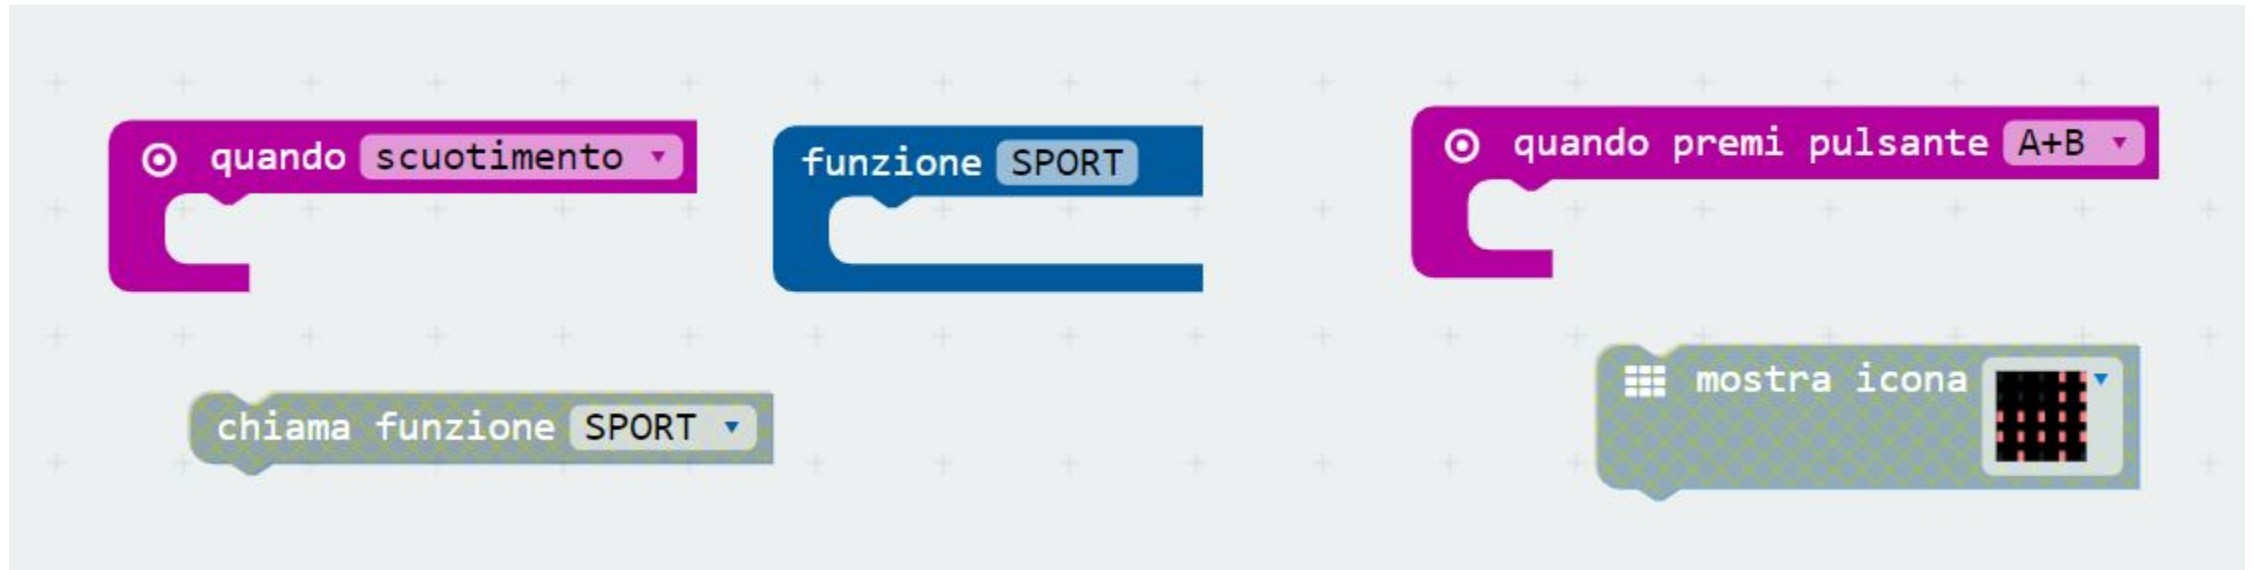 quando scuotimento
funzione SPORT
quando premi pulsante A+B
chiama funzione SPORT
mostra icona